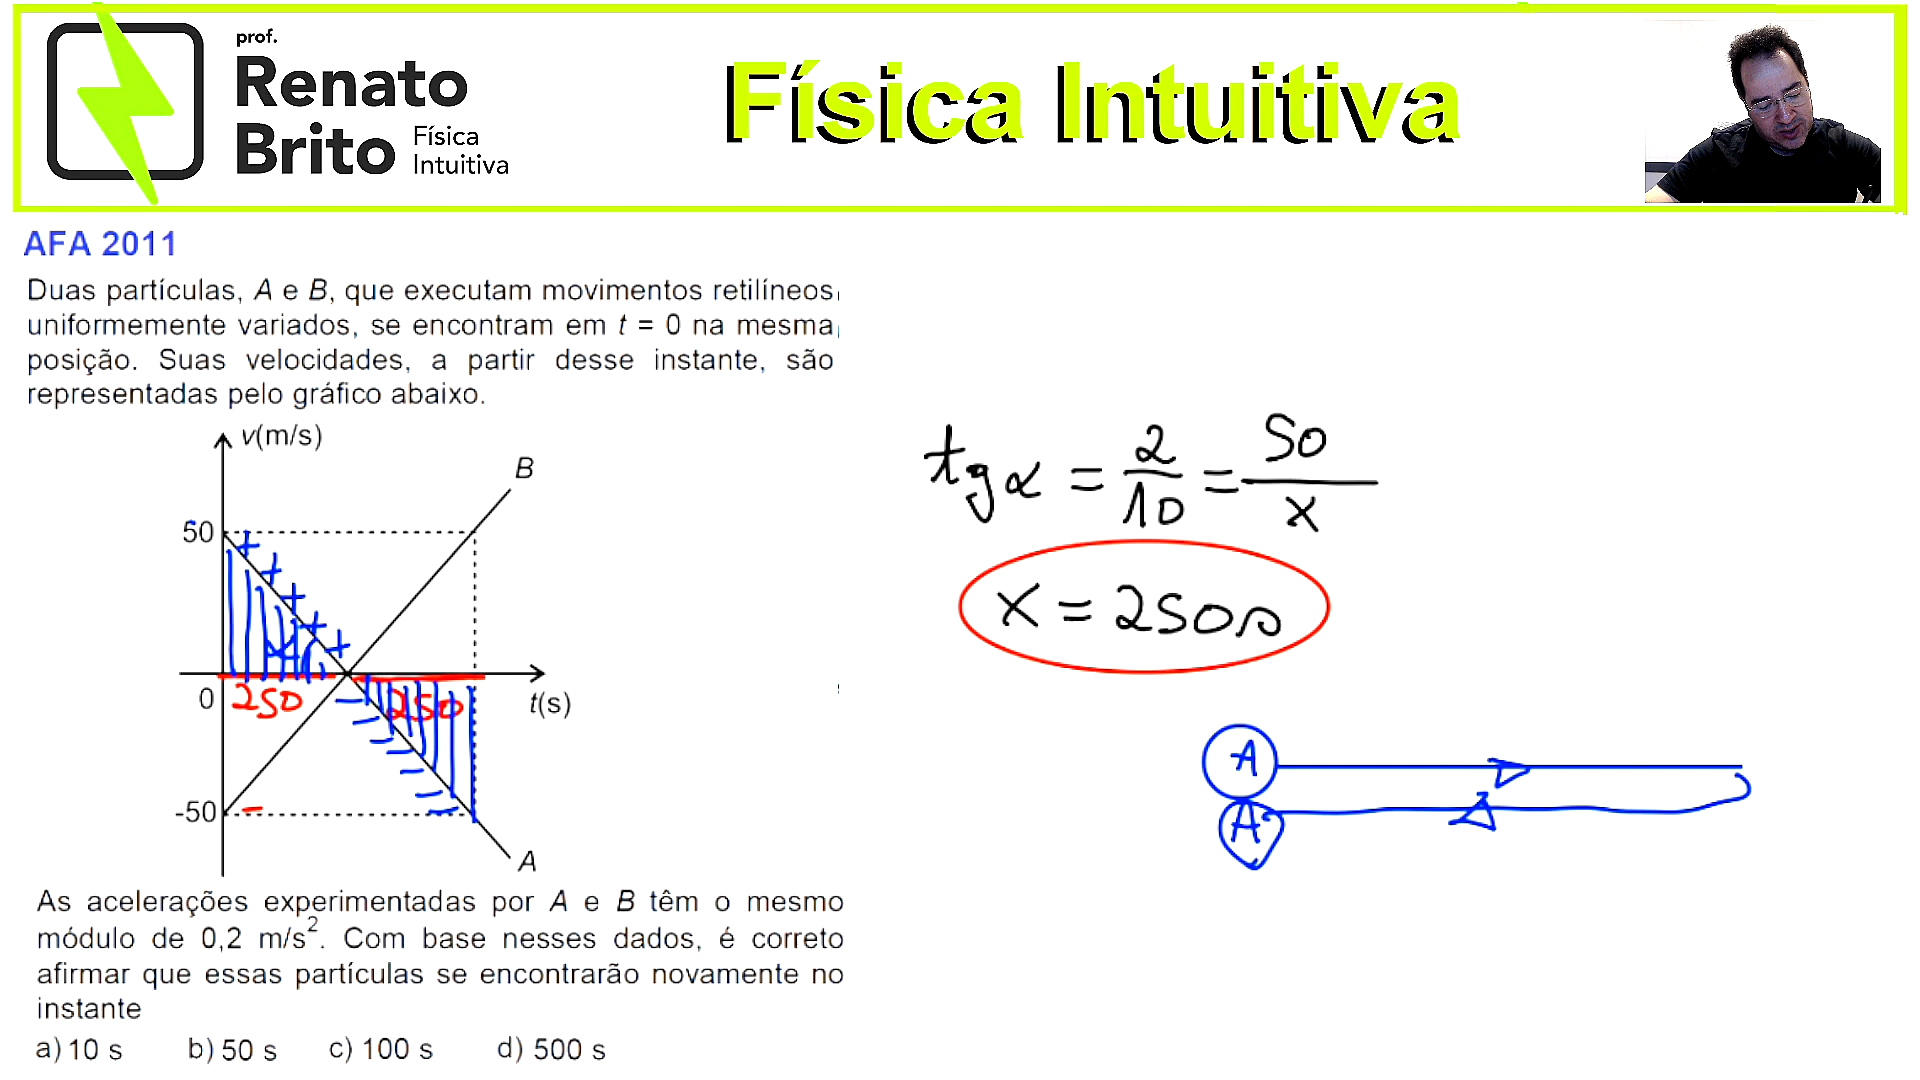 prof.
Renato
Brito Física
Intuitiva
Física Intuitiva
AFA 2011
Duas partículas, A e B, que executam movimentos retilíneos
uniformemente variados, se encontram em t = 0 na mesma
posição. Suas velocidades, a partir desse instante, são
representadas pelo gráfico abaixo.
v(m/s)
B
50
0
250
250
t(s)
-50
A
tgα = 2/10 = 50/x
x = 250s
A
A
As acelerações experimentadas por A e B têm o mesmo
módulo de 0,2 m/s². Com base nesses dados, é correto
afirmar que essas partículas se encontrarão novamente no
instante
a) 10 s b) 50 s c) 100 s d) 500 s